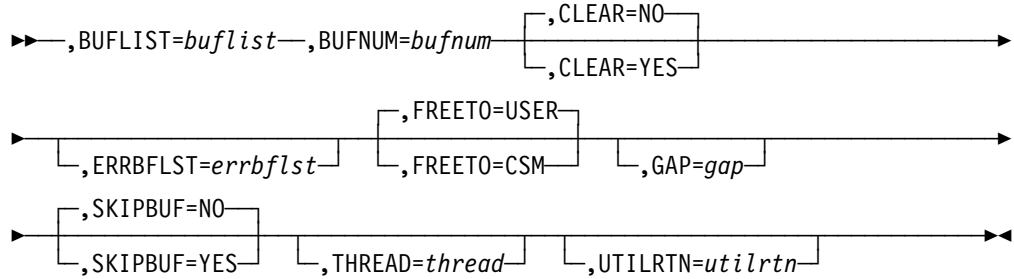 ,CLEAR=NO
,BUFLIST=buflist ,BUFNUM=bufnum
,CLEAR=YES
,FREETO=USER
,ERRBFLST=errbflst ,FREETO=CSM ,GAP=gap
,SKIPBUF=NO
,SKIPBUF=YES ,THREAD=thread ,UTILRTN=utilrtn